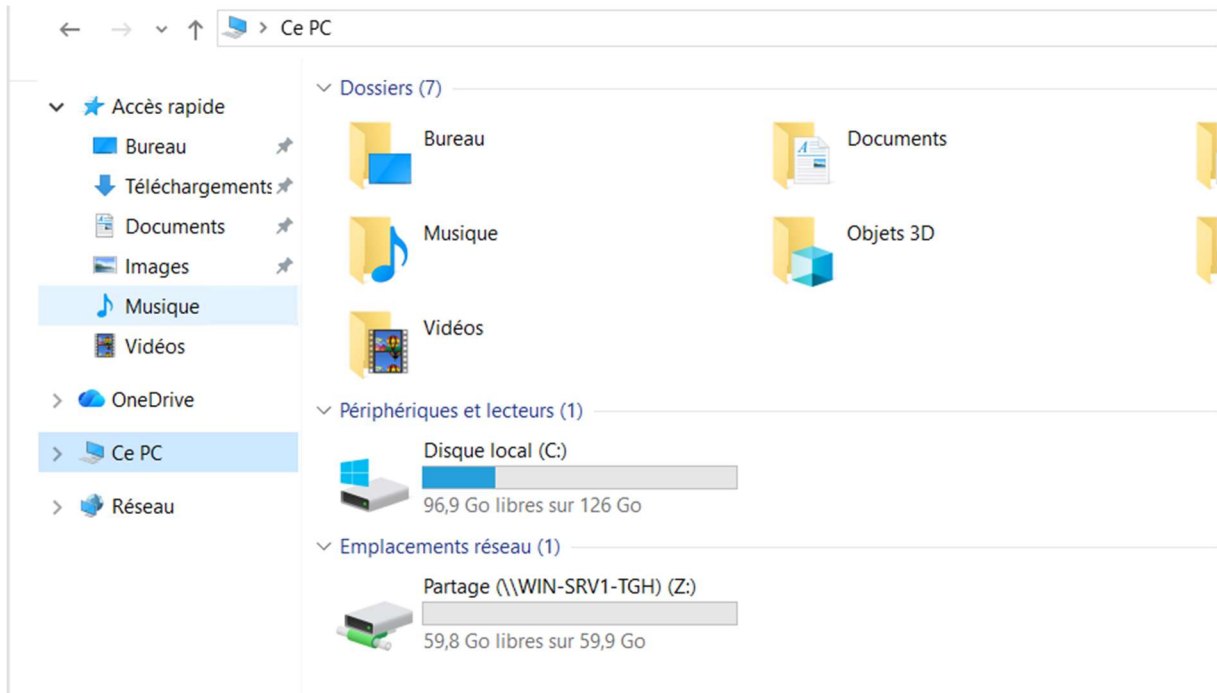 Ce PC
Accès rapide
Bureau
Téléchargements
Documents
Images
Musique
Vidéos
OneDrive
Ce PC
Réseau
Dossiers (7)
Bureau
Documents
Musique
Objets 3D
Vidéos
Périphériques et lecteurs (1)
Disque local (C:)
96,9 Go libres sur 126 Go
Emplacements réseau (1)
Partage (\\WIN-SRV1-TGH) (Z:)
59,8 Go libres sur 59,9 Go